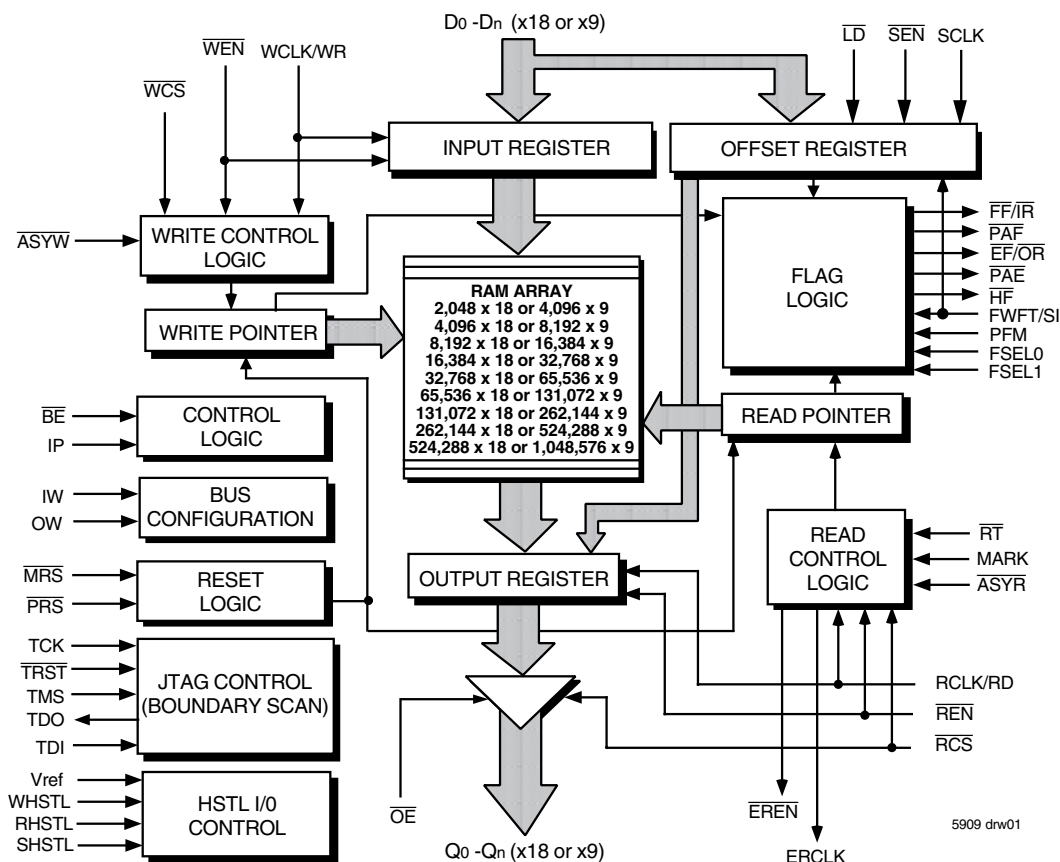 D0 -Dn (x18 or x9)
WEN
WCLK/WR
LD
SEN
SCLK
WCS
INPUT REGISTER
OFFSET REGISTER
ASYW
WRITE CONTROL
LOGIC
FLAG
LOGIC
FF/IR
PAF
EF/OR
PAE
HF
FWFT/SI
PFM
FSEL0
FSEL1
WRITE POINTER
RAM ARRAY
2,048 x 18 or 4,096 x 9
4,096 x 18 or 8,192 x 9
8,192 x 18 or 16,384 x 9
16,384 x 18 or 32,768 x 9
32,768 x 18 or 65,536 x 9
65,536 x 18 or 131,072 x 9
131,072 x 18 or 262,144 x 9
262,144 x 18 or 524,288 x 9
524,288 x 18 or 1,048,576 x 9
READ POINTER
BE
IP
CONTROL
LOGIC
IW
OW
BUS
CONFIGURATION
READ
CONTROL
LOGIC
RT
MARK
ASYR
MRS
PRS
RESET
LOGIC
OUTPUT REGISTER
TCK
TRST
TMS
TDO
TDI
JTAG CONTROL
(BOUNDARY SCAN)
RCLK/RD
REN
RCS
Vref
WHSTL
RHSTL
SHSTL
HSTL I/0
CONTROL
OE
EREN
ERCLK
5909 drw01
Q0 -Qn (x18 or x9)